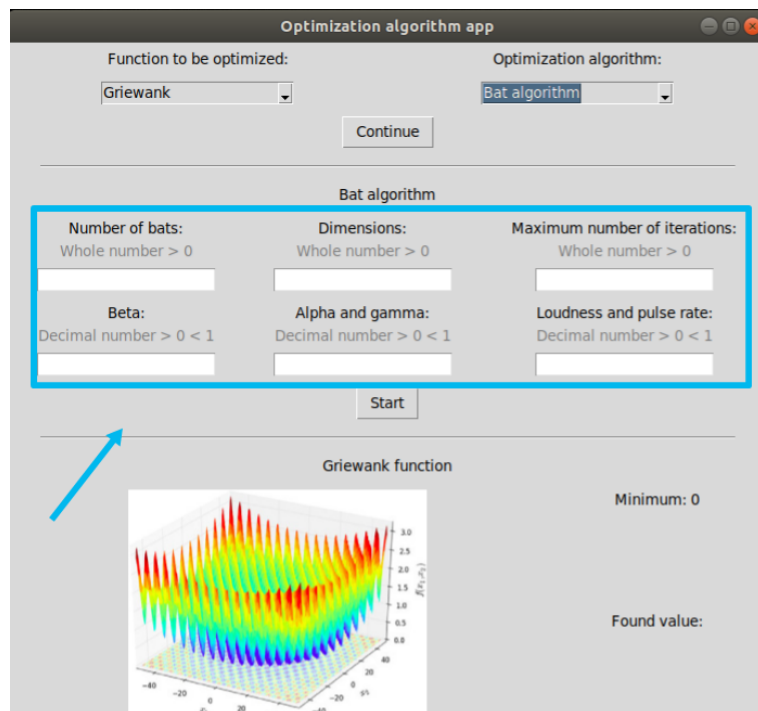 Optimization algorithm app
Function to be optimized: Optimization algorithm:
Griewank Bat algorithm
Continue
Bat algorithm
Number of bats: Dimensions: Maximum number of iterations:
Whole number > 0 Whole number > 0 Whole number > 0
Beta: Alpha and gamma: Loudness and pulse rate:
Decimal number > 0 < 1 Decimal number > 0 < 1 Decimal number > 0 < 1
Start
Griewank function
Minimum: 0
3.0
2.5
2.0
1.5
1.0
0.5
0.0
Found value:
40
20
0
−20
−40 −20 0 20